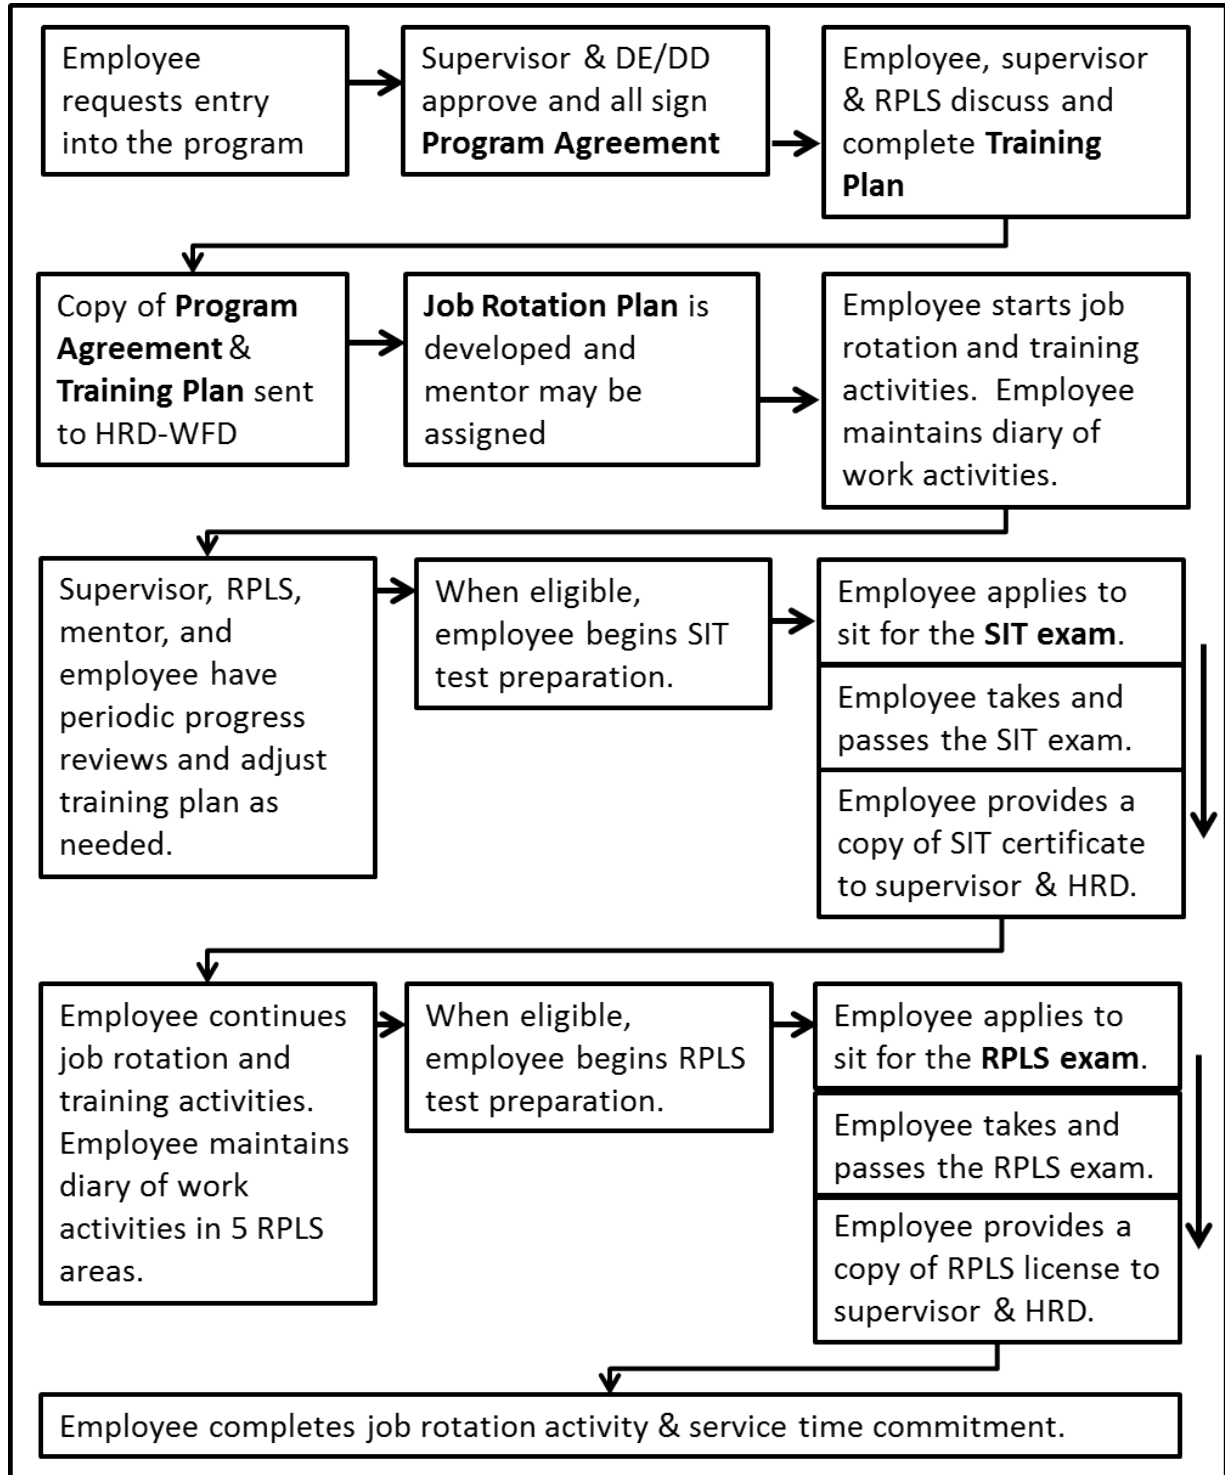 Employee
requests entry
into the program
Supervisor & DE/DD
approve and all sign
Program Agreement
Employee, supervisor
& RPLS discuss and
complete Training
Plan
Copy of Program
Agreement &
Training Plan sent
to HRD-WFD
Job Rotation Plan is
developed and
mentor may be
assigned
Employee starts job
rotation and training
activities.  Employee
maintains diary of
work activities.
Supervisor, RPLS,
mentor, and
employee have
periodic progress
reviews and adjust
training plan as
needed.
When eligible,
employee begins SIT
test preparation.
Employee applies to
sit for the SIT exam.
Employee takes and
passes the SIT exam.
Employee provides a
copy of SIT certificate
to supervisor & HRD.
Employee continues
job rotation and
training activities.
Employee maintains
diary of work
activities in 5 RPLS
areas.
When eligible,
employee begins RPLS
test preparation.
Employee applies to
sit for the RPLS exam.
Employee takes and
passes the RPLS exam.
Employee provides a
copy of RPLS license to
supervisor & HRD.
Employee completes job rotation activity & service time commitment.